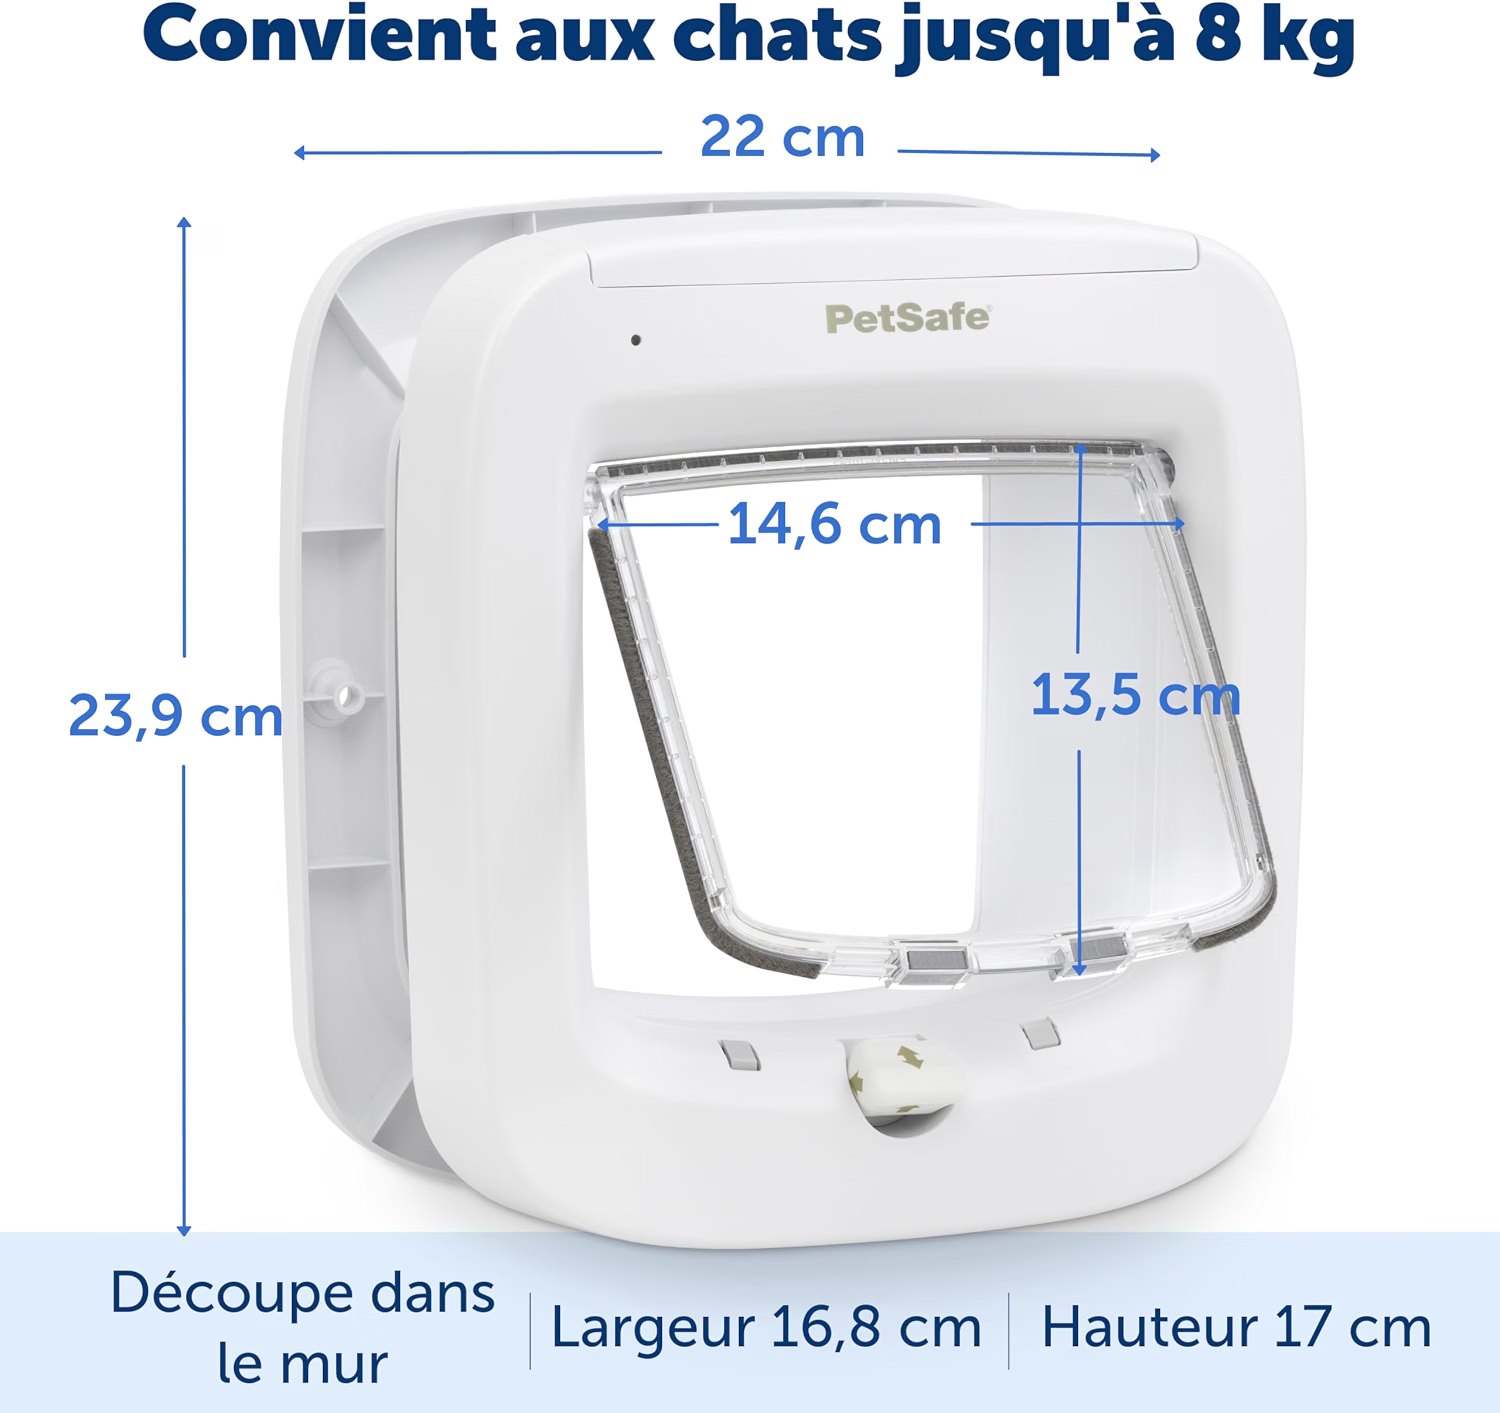 Convient aux chats jusqu'à 8 kg
22 cm
PetSafe
14,6 cm
13,5 cm
23,9 cm
Découpe dans
le mur
Largeur 16,8 cm
Hauteur 17 cm